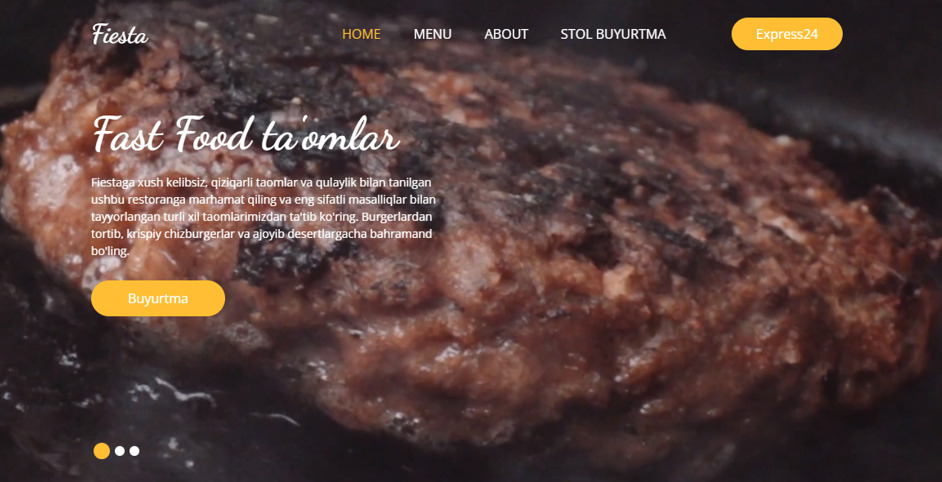 Fiesta
HOME MENU ABOUT STOL BUYURTMA Express24
Fast Food ta'omlar
Fiestaga xush kelibsiz, qiziqarli taomlar va qulaylik bilan tanilgan
ushbu restoranga marhamat qiling va eng sifatli masalliqlar bilan
tayyorlangan turli xil taomlarimizdan ta'tib ko'ring. Burgerlardan
tortib, krispiy chizburgerlar va ajoyib desertlargacha bahramand
bo'ling.
Buyurtma